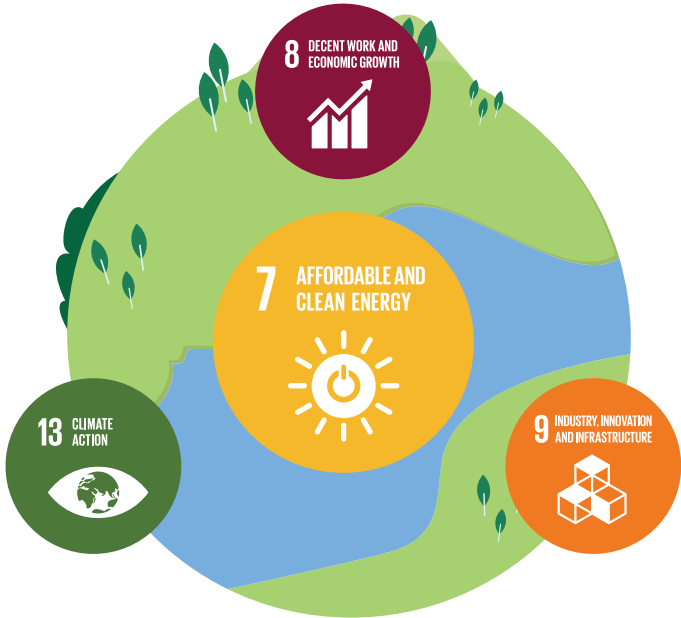 8 DECENT WORK AND
ECONOMIC GROWTH
7 AFFORDABLE AND
CLEAN ENERGY
13 CLIMATE
ACTION
9 INDUSTRY, INNOVATION
AND INFRASTRUCTURE